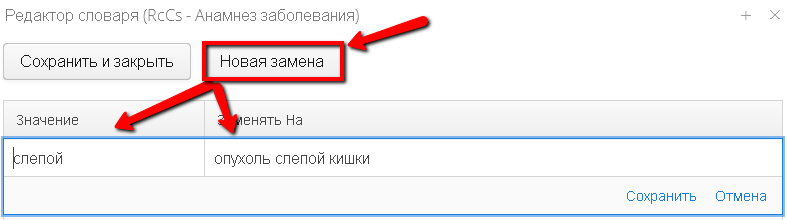 Редактор словаря (RcCs - Анамнез заболевания)
Сохранить и закрыть Новая замена
Значение Заменять На
слепой опухоль слепой кишки
Сохранить Отмена